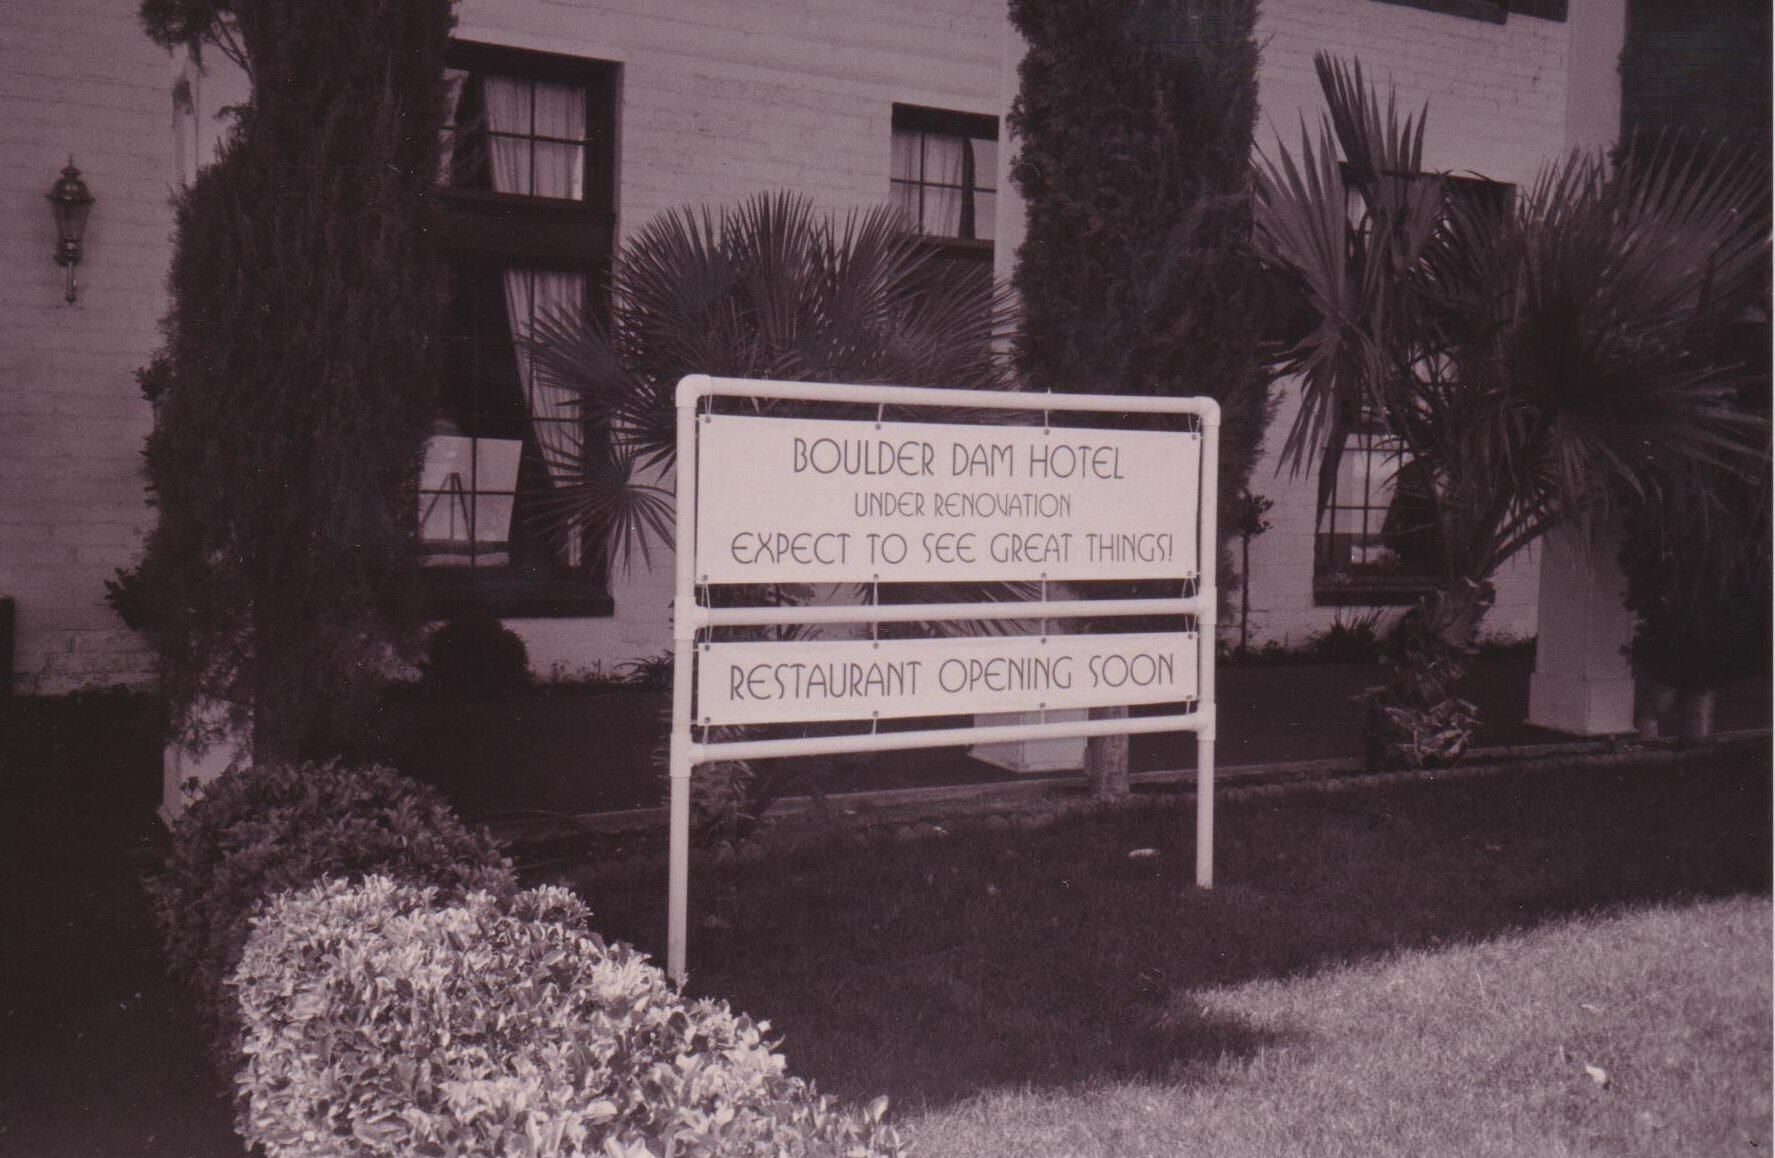 BOULDER DAM HOTEL
UNDER RENOVATION
EXPECT TO SEE GREAT THINGS!
RESTAURANT OPENING SOON